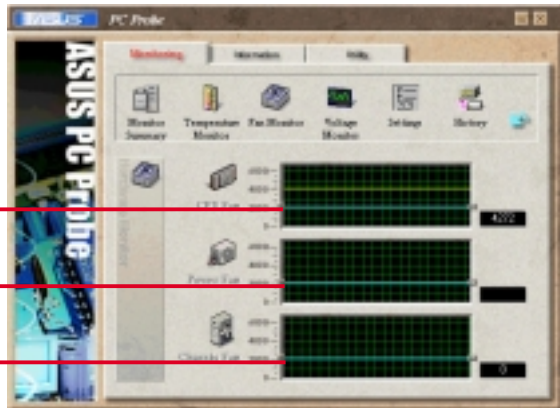 ASUS PC Probe
Monitoring Information Utility
ASUS PC Probe
Monitor Summary
Temperature Monitor
Fan Monitor
Voltage Monitor
Settings
History
CPU Fan
4272
Power Fan
Chassis Fan
0